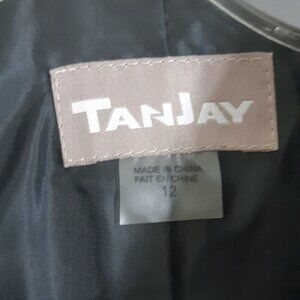 TANJAY
MADE IN CHINA
FAIT EN CHINE
12